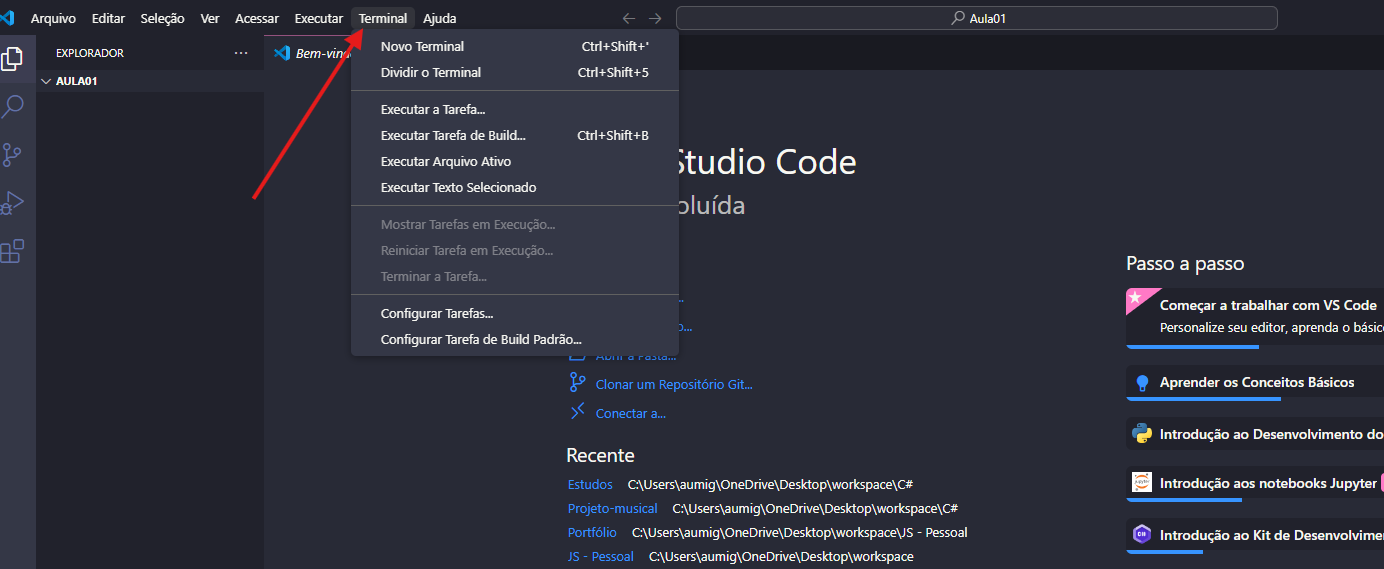 Arquivo Editar Seleção Ver Acessar Executar Terminal Ajuda
Aula01
EXPLORADOR
AULA01
Bem-vind
Novo Terminal Ctrl+Shift+'
Dividir o Terminal Ctrl+Shift+5
Executar a Tarefa...
Executar Tarefa de Build... Ctrl+Shift+B
Executar Arquivo Ativo
Executar Texto Selecionado
Mostrar Tarefas em Execução...
Reiniciar Tarefa em Execução...
Terminar a Tarefa...
Configurar Tarefas...
Configurar Tarefa de Build Padrão...
Studio Code
oluída
o...
Abrir a Pasta...
Clonar um Repositório Git...
Conectar a...
Recente
Estudos C:\Users\aumig\OneDrive\Desktop\workspace\C#
Projeto-musical C:\Users\aumig\OneDrive\Desktop\workspace\C#
Portfólio C:\Users\aumig\OneDrive\Desktop\workspace\JS - Pessoal
JS - Pessoal C:\Users\aumig\OneDrive\Desktop\workspace
Passo a passo
Começar a trabalhar com VS Code
Personalize seu editor, aprenda o básic
Aprender os Conceitos Básicos
Introdução ao Desenvolvimento do
Introdução aos notebooks Jupyter
Introdução ao Kit de Desenvolvime